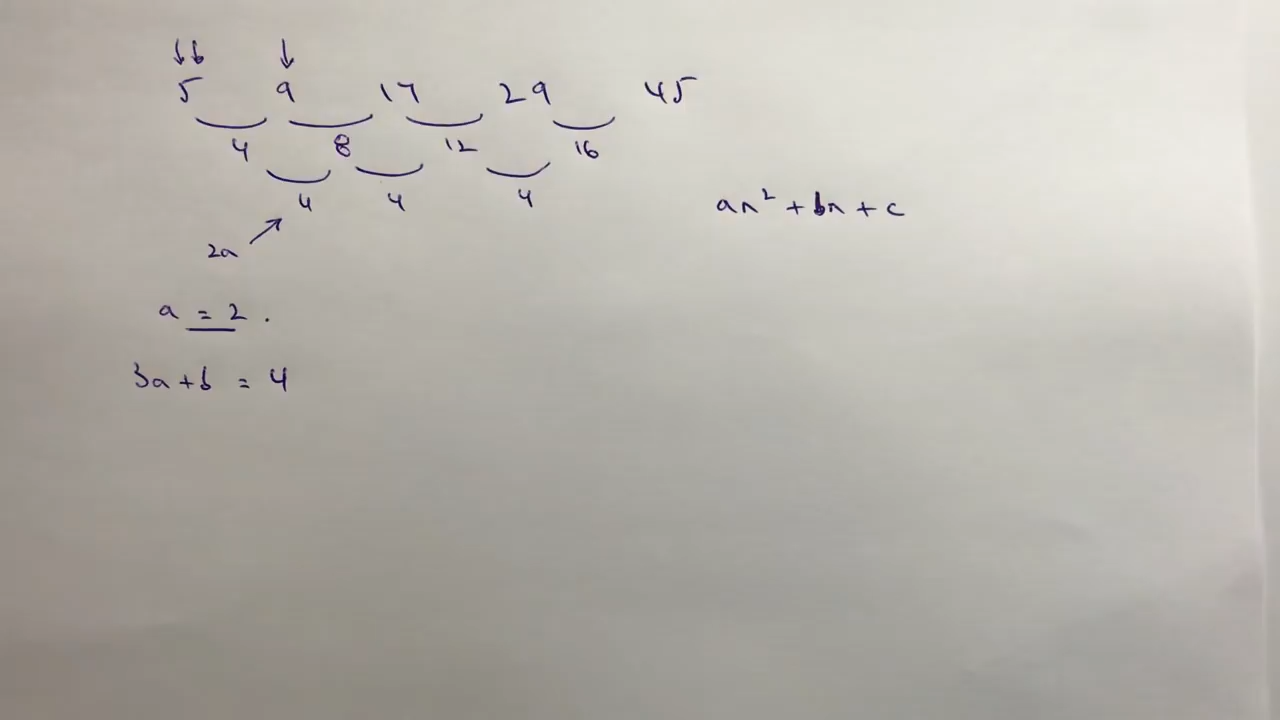 ↓↓ ↓
5 9 17 29 45
4 8 12 16
4 4 4
an² + bn + c
2a
a = 2.
3a + b = 4